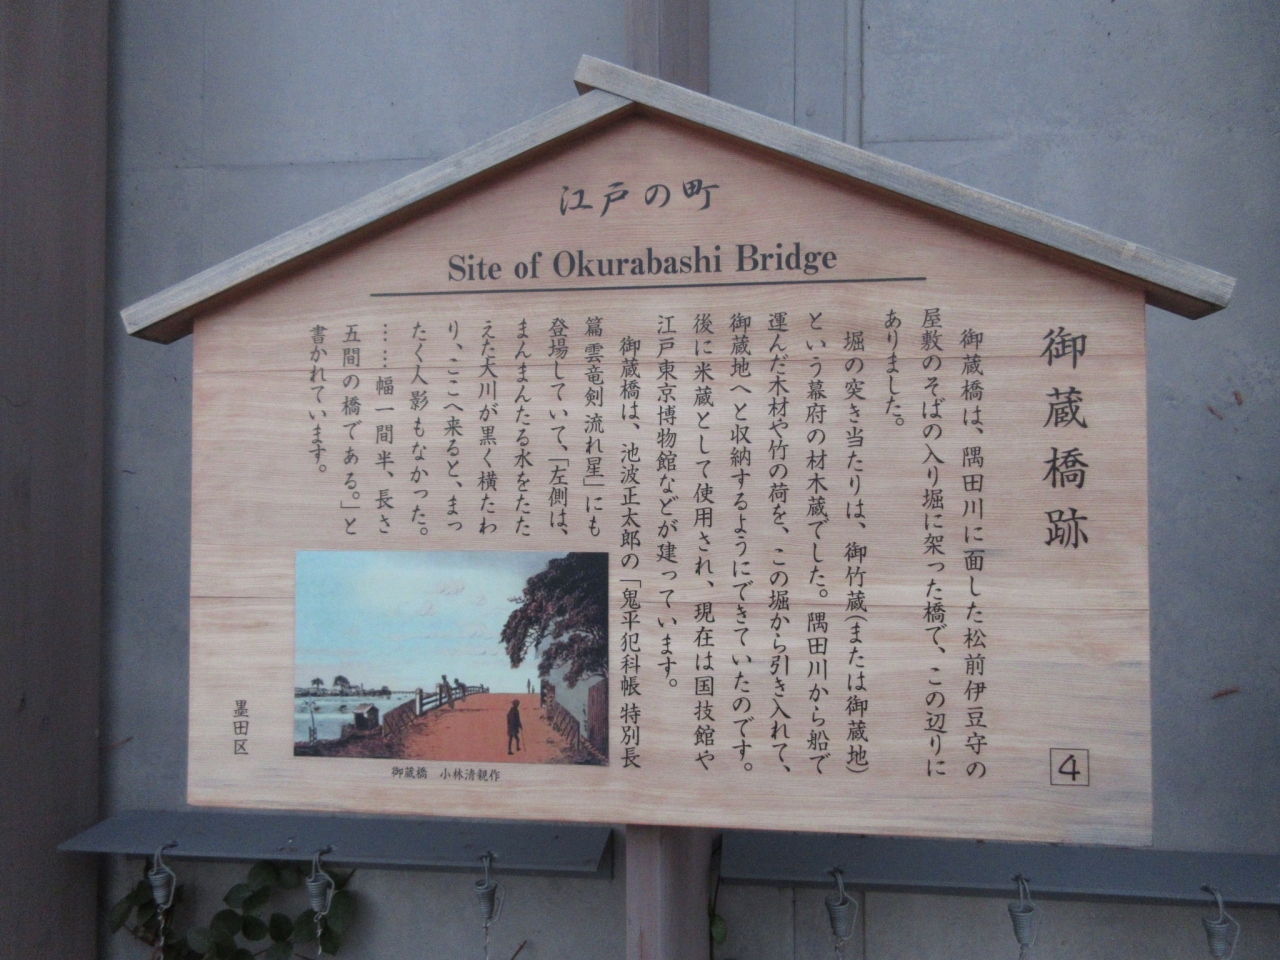 江戸の町
Site of Okurabashi Bridge
御蔵橋跡
4
御蔵橋は、隅田川に面した松前伊豆守の
屋敷のそばの入り堀に架った橋で、この辺りに
ありました。
堀の突き当たりは、御竹蔵(または御蔵地)
という幕府の材木蔵でした。隅田川から船で
運んだ木材や竹の荷を、この堀から引き入れて、
御蔵地へと収納するようにできていたのです。
後に米蔵として使用され、現在は国技館や
江戸東京博物館などが建っています。
御蔵橋は、池波正太郎の「鬼平犯科帳 特別長
篇 雲竜剣 流れ星」にも
登場していて、「左側は、
まんまんたる水をたた
えた大川が黒く横たわ
り、ここへ来ると、まっ
たく人影もなかった。
……幅一間半、長さ
五間の橋である。」と
書かれています。
御蔵橋 小林清親作
墨田区